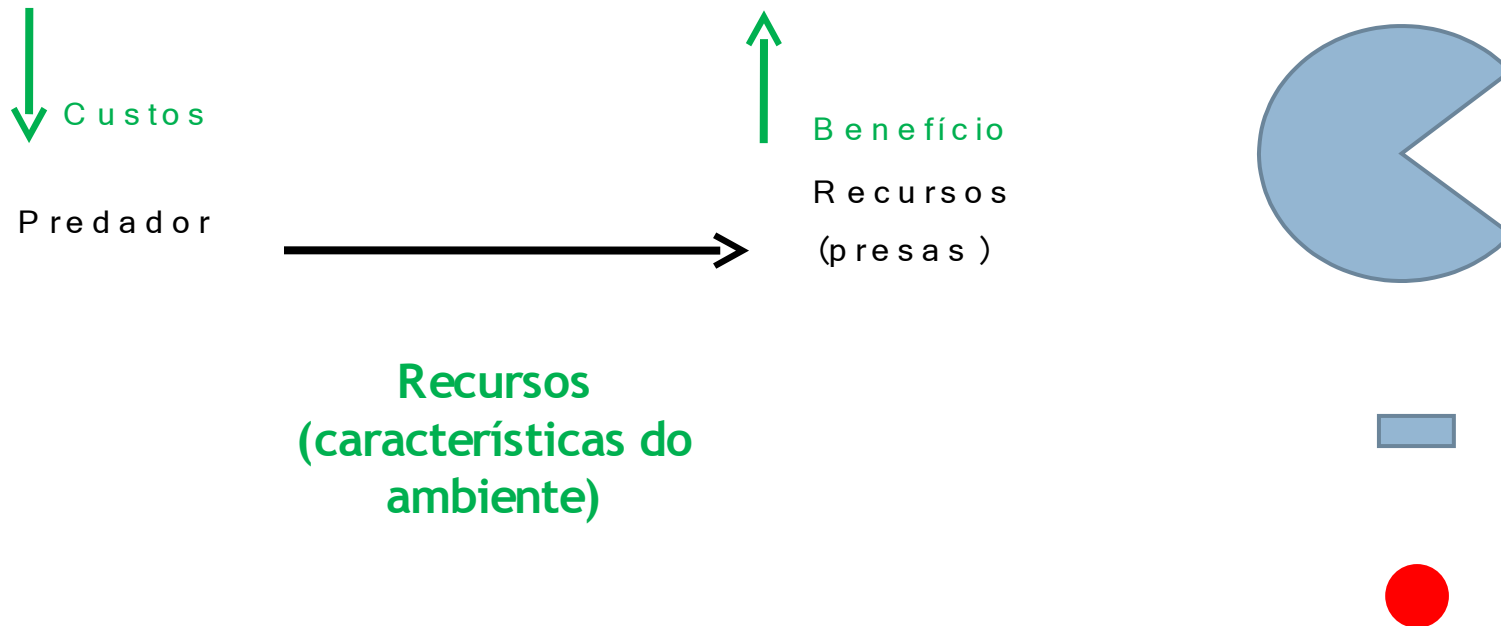 Custos
Benefício
Predador
Recursos
(presas)
Recursos
(características do
ambiente)